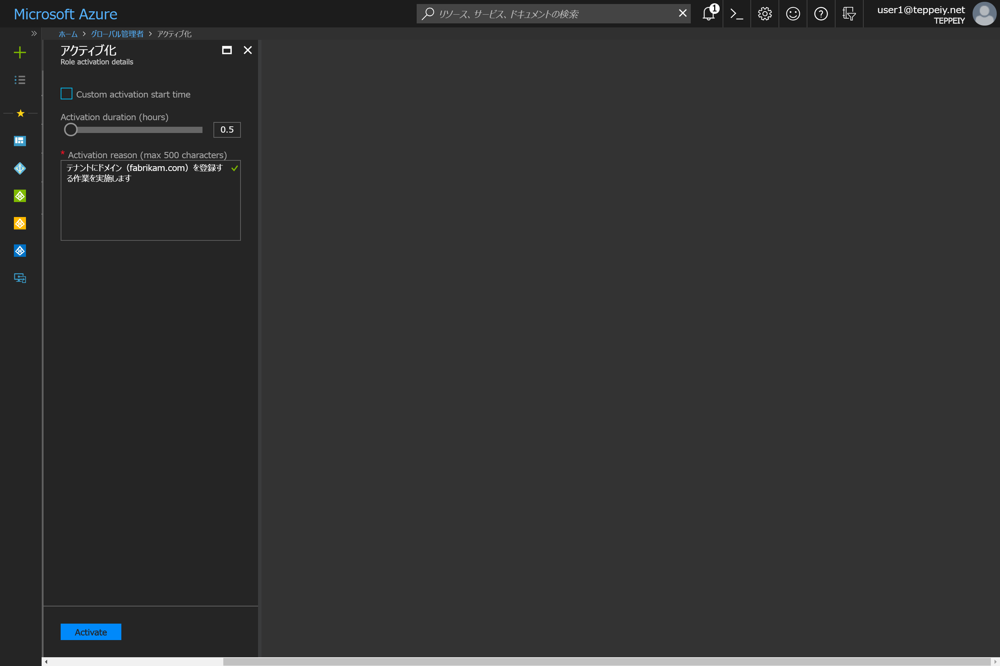 Microsoft Azure
リソース、サービス、ドキュメントの検索
1
user1@teppeiy.net
TEPPEIY
ホーム > グローバル管理者 > アクティブ化
アクティブ化
Role activation details
Custom activation start time
Activation duration (hours)
0.5
* Activation reason (max 500 characters)
テナントにドメイン（fabrikam.com）を登録す
る作業を実施します
Activate